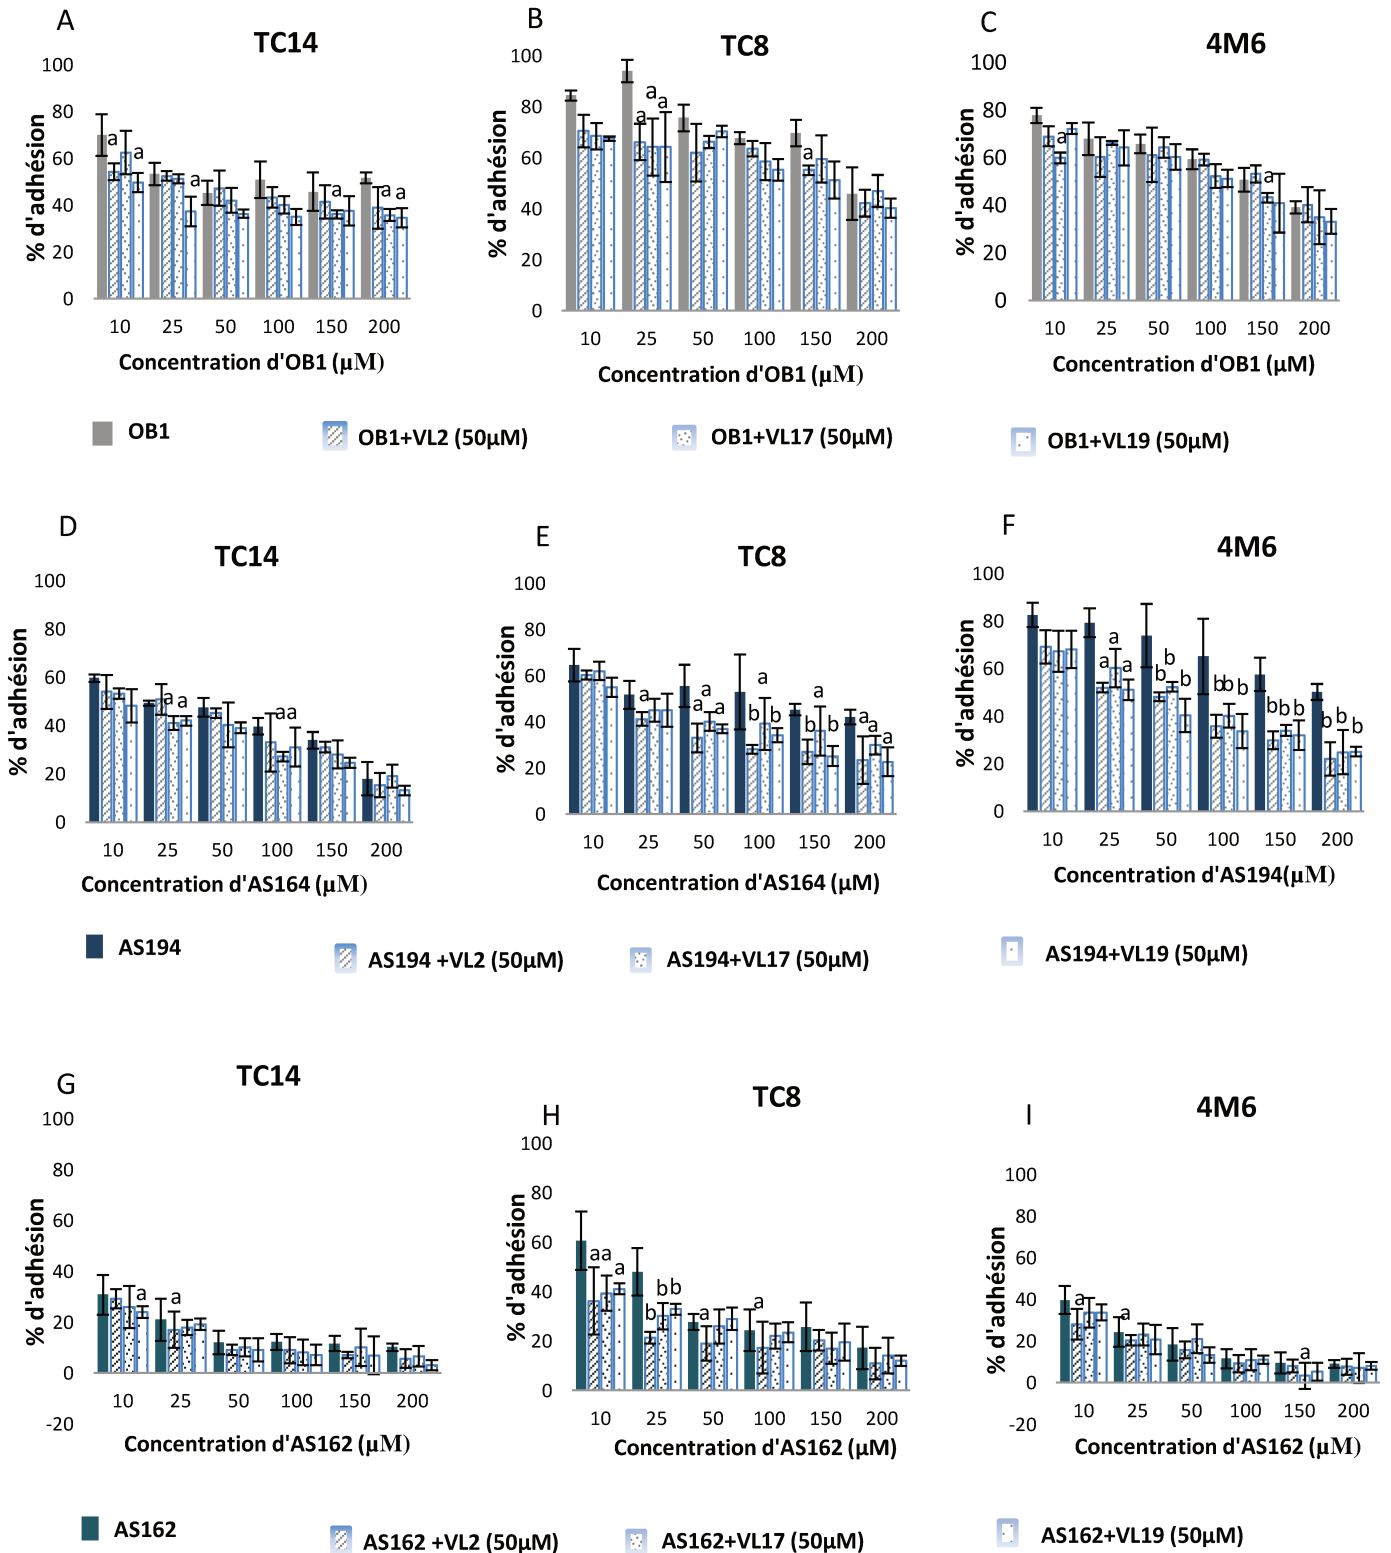 A
TC14
% d'adhésion
100
80
60
40
20
0
a
a
a
a
a
a
10 25 50 100 150 200
Concentration d'OB1 (µM)
B
TC8
% d'adhésion
100
80
60
40
20
0
a
a
a
a
10 25 50 100 150 200
Concentration d'OB1 (µM)
C
4M6
% d'adhésion
100
80
60
40
20
0
a
a
10 25 50 100 150 200
Concentration d'OB1 (µM)
OB1
OB1+VL2 (50µM)
OB1+VL17 (50µM)
OB1+VL19 (50µM)
D
TC14
% d'adhésion
100
80
60
40
20
0
a a
aa
10 25 50 100 150 200
Concentration d'AS164 (µM)
E
TC8
% d'adhésion
100
80
60
40
20
0
a
a
a
a
b
a
b
b
a
b
a
a
a
10 25 50 100 150 200
Concentration d'AS164 (µM)
F
4M6
% d'adhésion
100
80
60
40
20
0
a
a
a
b
b
b
b
b
b
b b b
b b b
10 25 50 100 150 200
Concentration d'AS194(µM)
AS194
AS194 +VL2 (50µM)
AS194+VL17 (50µM)
AS194+VL19 (50µM)
G
TC14
% d'adhésion
100
80
60
40
20
0
-20
a
a
10 25 50 100 150 200
Concentration d'AS162 (µM)
H
TC8
% d'adhésion
100
80
60
40
20
0
aa
a
b
b b
a
a
10 25 50 100 150 200
Concentration d'AS162 (µM)
I
4M6
% d'adhésion
100
80
60
40
20
0
-20
a
a
a
10 25 50 100 150 200
Concentration d'AS162 (µM)
AS162
AS162 +VL2 (50µM)
AS162+VL17 (50µM)
AS162+VL19 (50µM)